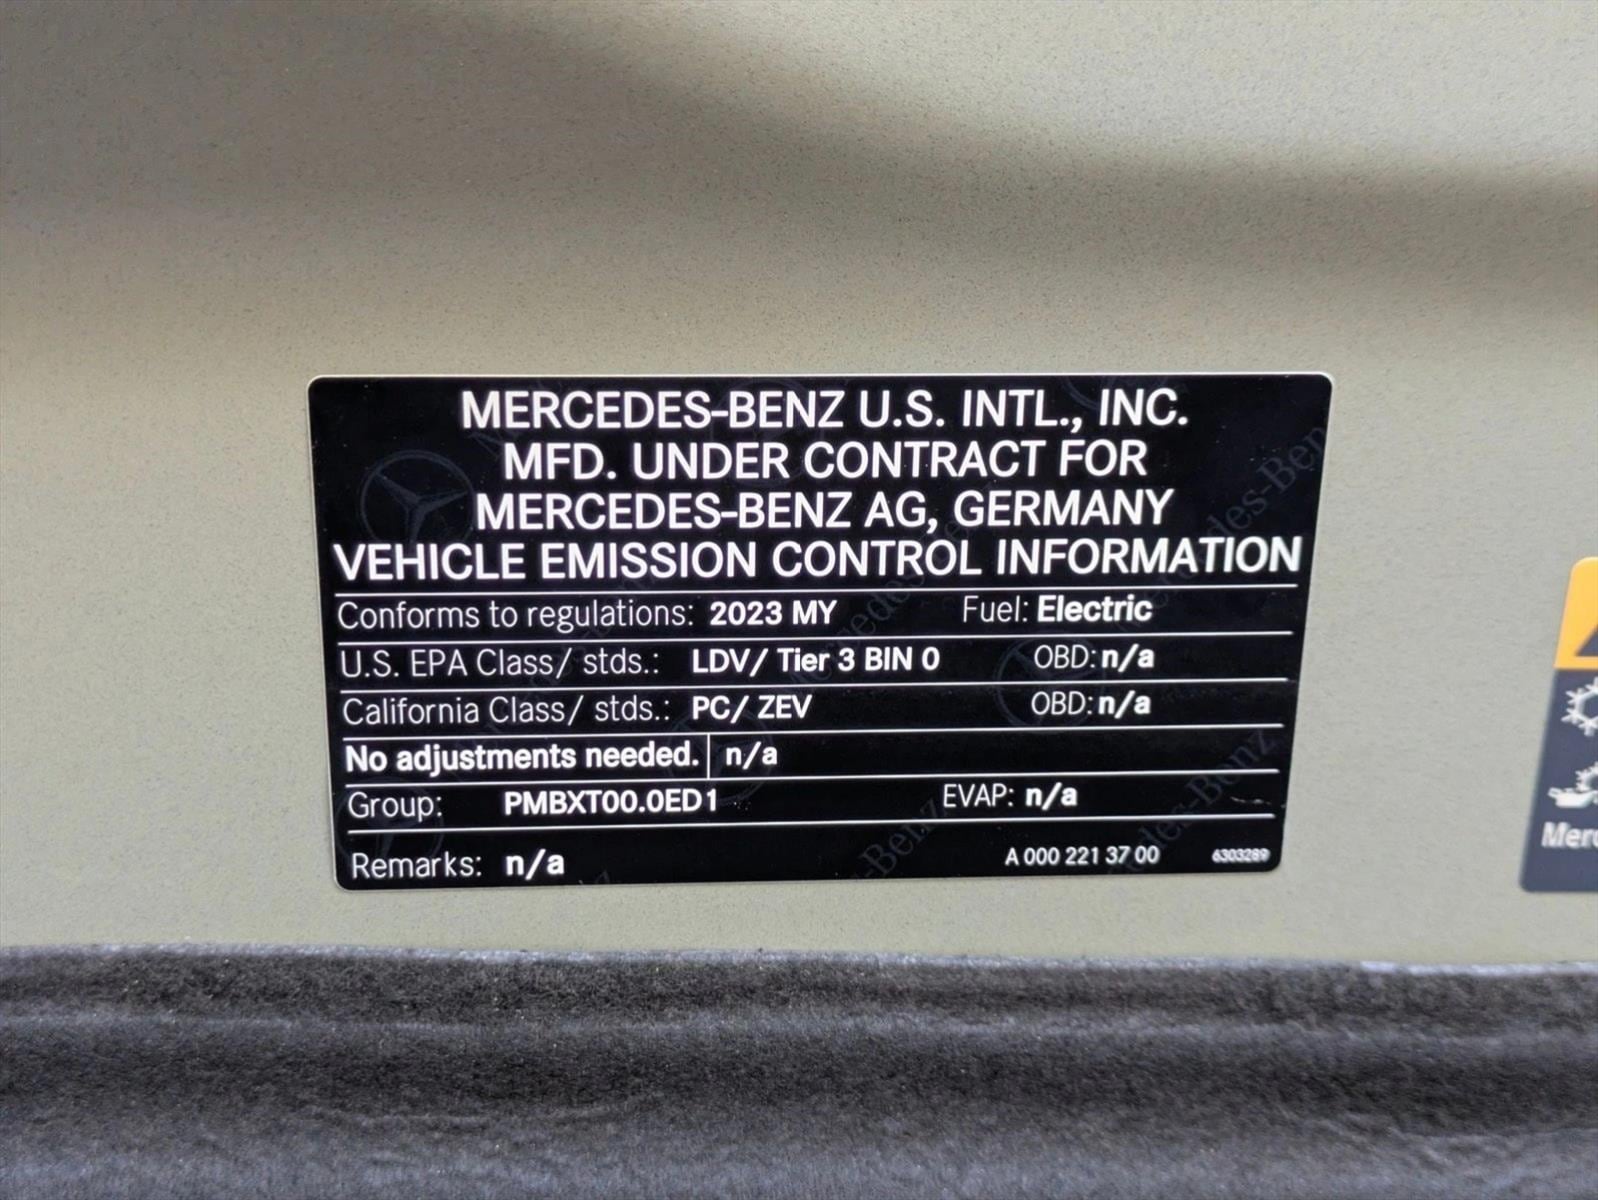 MERCEDES-BENZ U.S. INTL., INC.
MFD. UNDER CONTRACT FOR
MERCEDES-BENZ AG, GERMANY
VEHICLE EMISSION CONTROL INFORMATION
Conforms to regulations: 2023 MY Fuel: Electric
U.S. EPA Class/ stds.: LDV/ Tier 3 BIN 0 OBD: n/a
California Class/ stds.: PC/ ZEV OBD: n/a
No adjustments needed. n/a
Group: PMBXT00.0ED1 EVAP: n/a
Remarks: n/a A 000 221 37 00 6303289